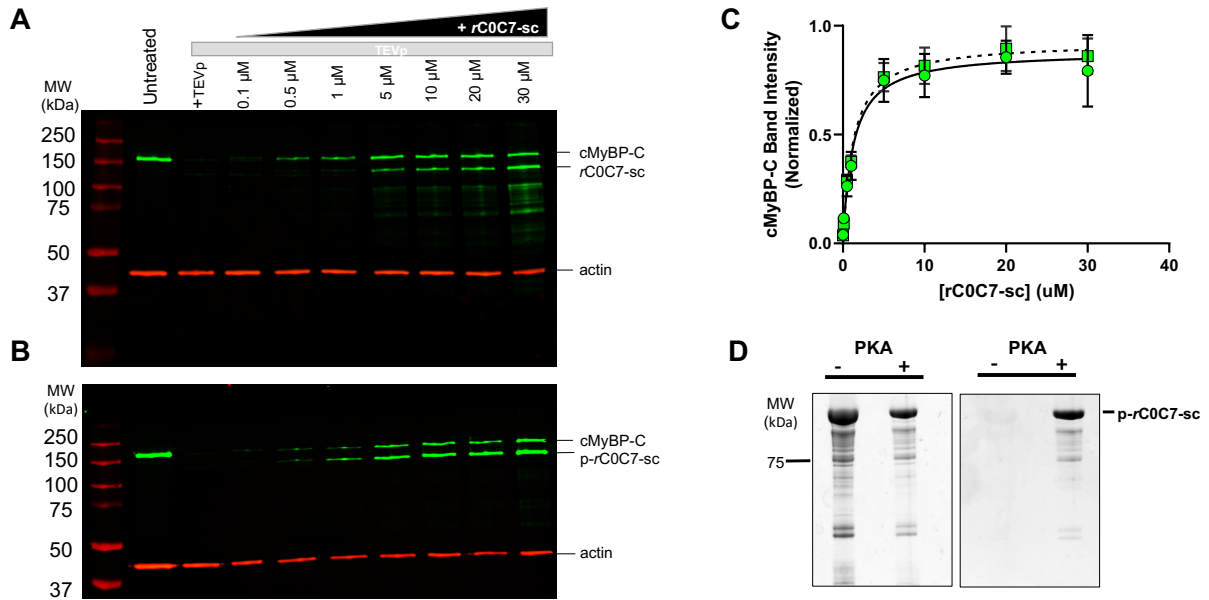 A
+ rC0C7-sc
TEVp
MW
(kDa)
Untreated
+TEVp
0.1 µM
0.5 µM
1 µM
5 µM
10 µM
20 µM
30 µM
250
150
100
75
50
37
cMyBP-C
rC0C7-sc
actin
B
MW
(kDa)
250
150
100
75
50
37
cMyBP-C
p-rC0C7-sc
actin
C
cMyBP-C Band Intensity
(Normalized)
1.0
0.5
0.0
0
10
20
30
40
[rC0C7-sc] (uM)
D
PKA
- +
PKA
- +
MW
(kDa)
75
p-rC0C7-sc